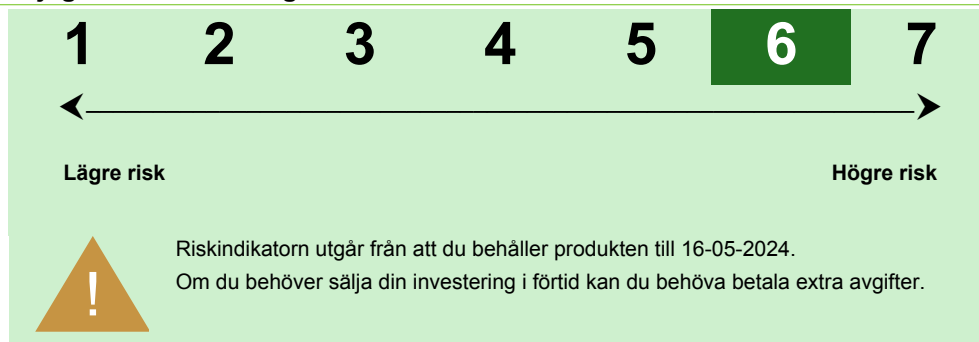 1 2 3 4 5 6 7
Lägre risk Högre risk
!
Riskindikatorn utgår från att du behåller produkten till 16-05-2024.
Om du behöver sälja din investering i förtid kan du behöva betala extra avgifter.